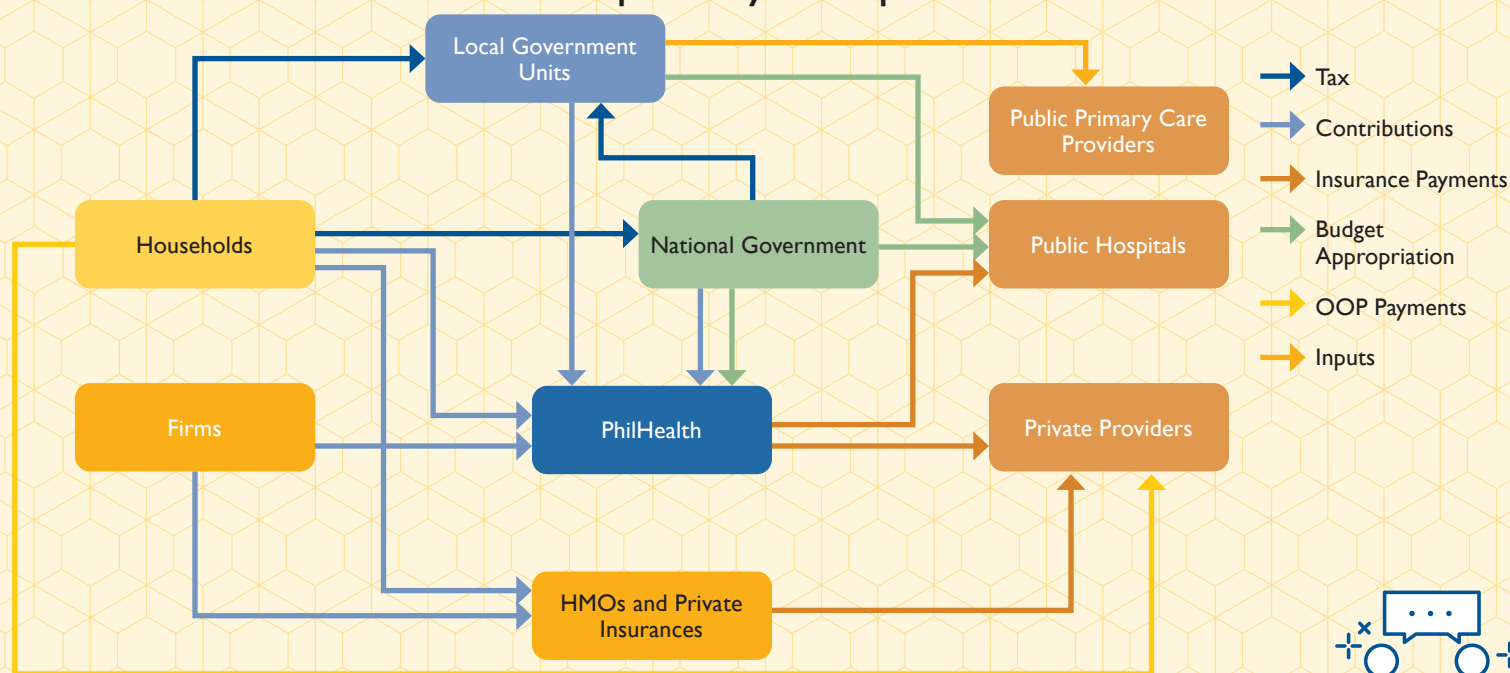 Local Government
Units
Public Primary Care
Providers
Households
National Government
Public Hospitals
Firms
PhilHealth
Private Providers
HMOs and Private
Insurances
Tax
Contributions
Insurance Payments
Budget
Appropriation
OOP Payments
Inputs